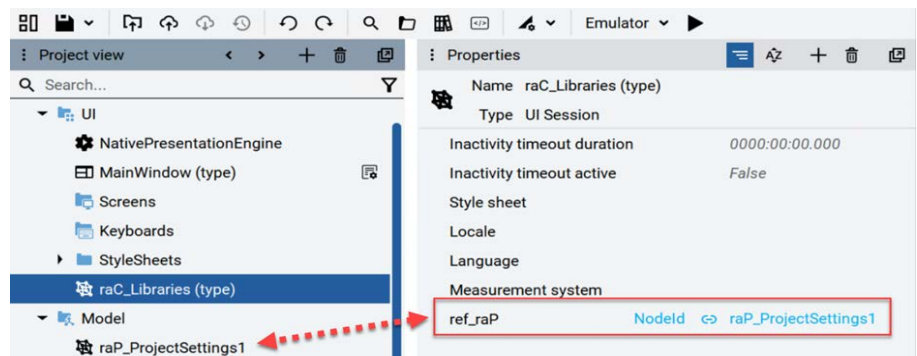 Emulator
Project view
Search...
UI
NativePresentationEngine
MainWindow (type)
Screens
Keyboards
StyleSheets
raC_Libraries (type)
Model
raP_ProjectSettings1
Properties
Name raC_Libraries (type)
Type UI Session
Inactivity timeout duration 0000:00:00.000
Inactivity timeout active False
Style sheet
Locale
Language
Measurement system
ref_raP NodeId raP_ProjectSettings1